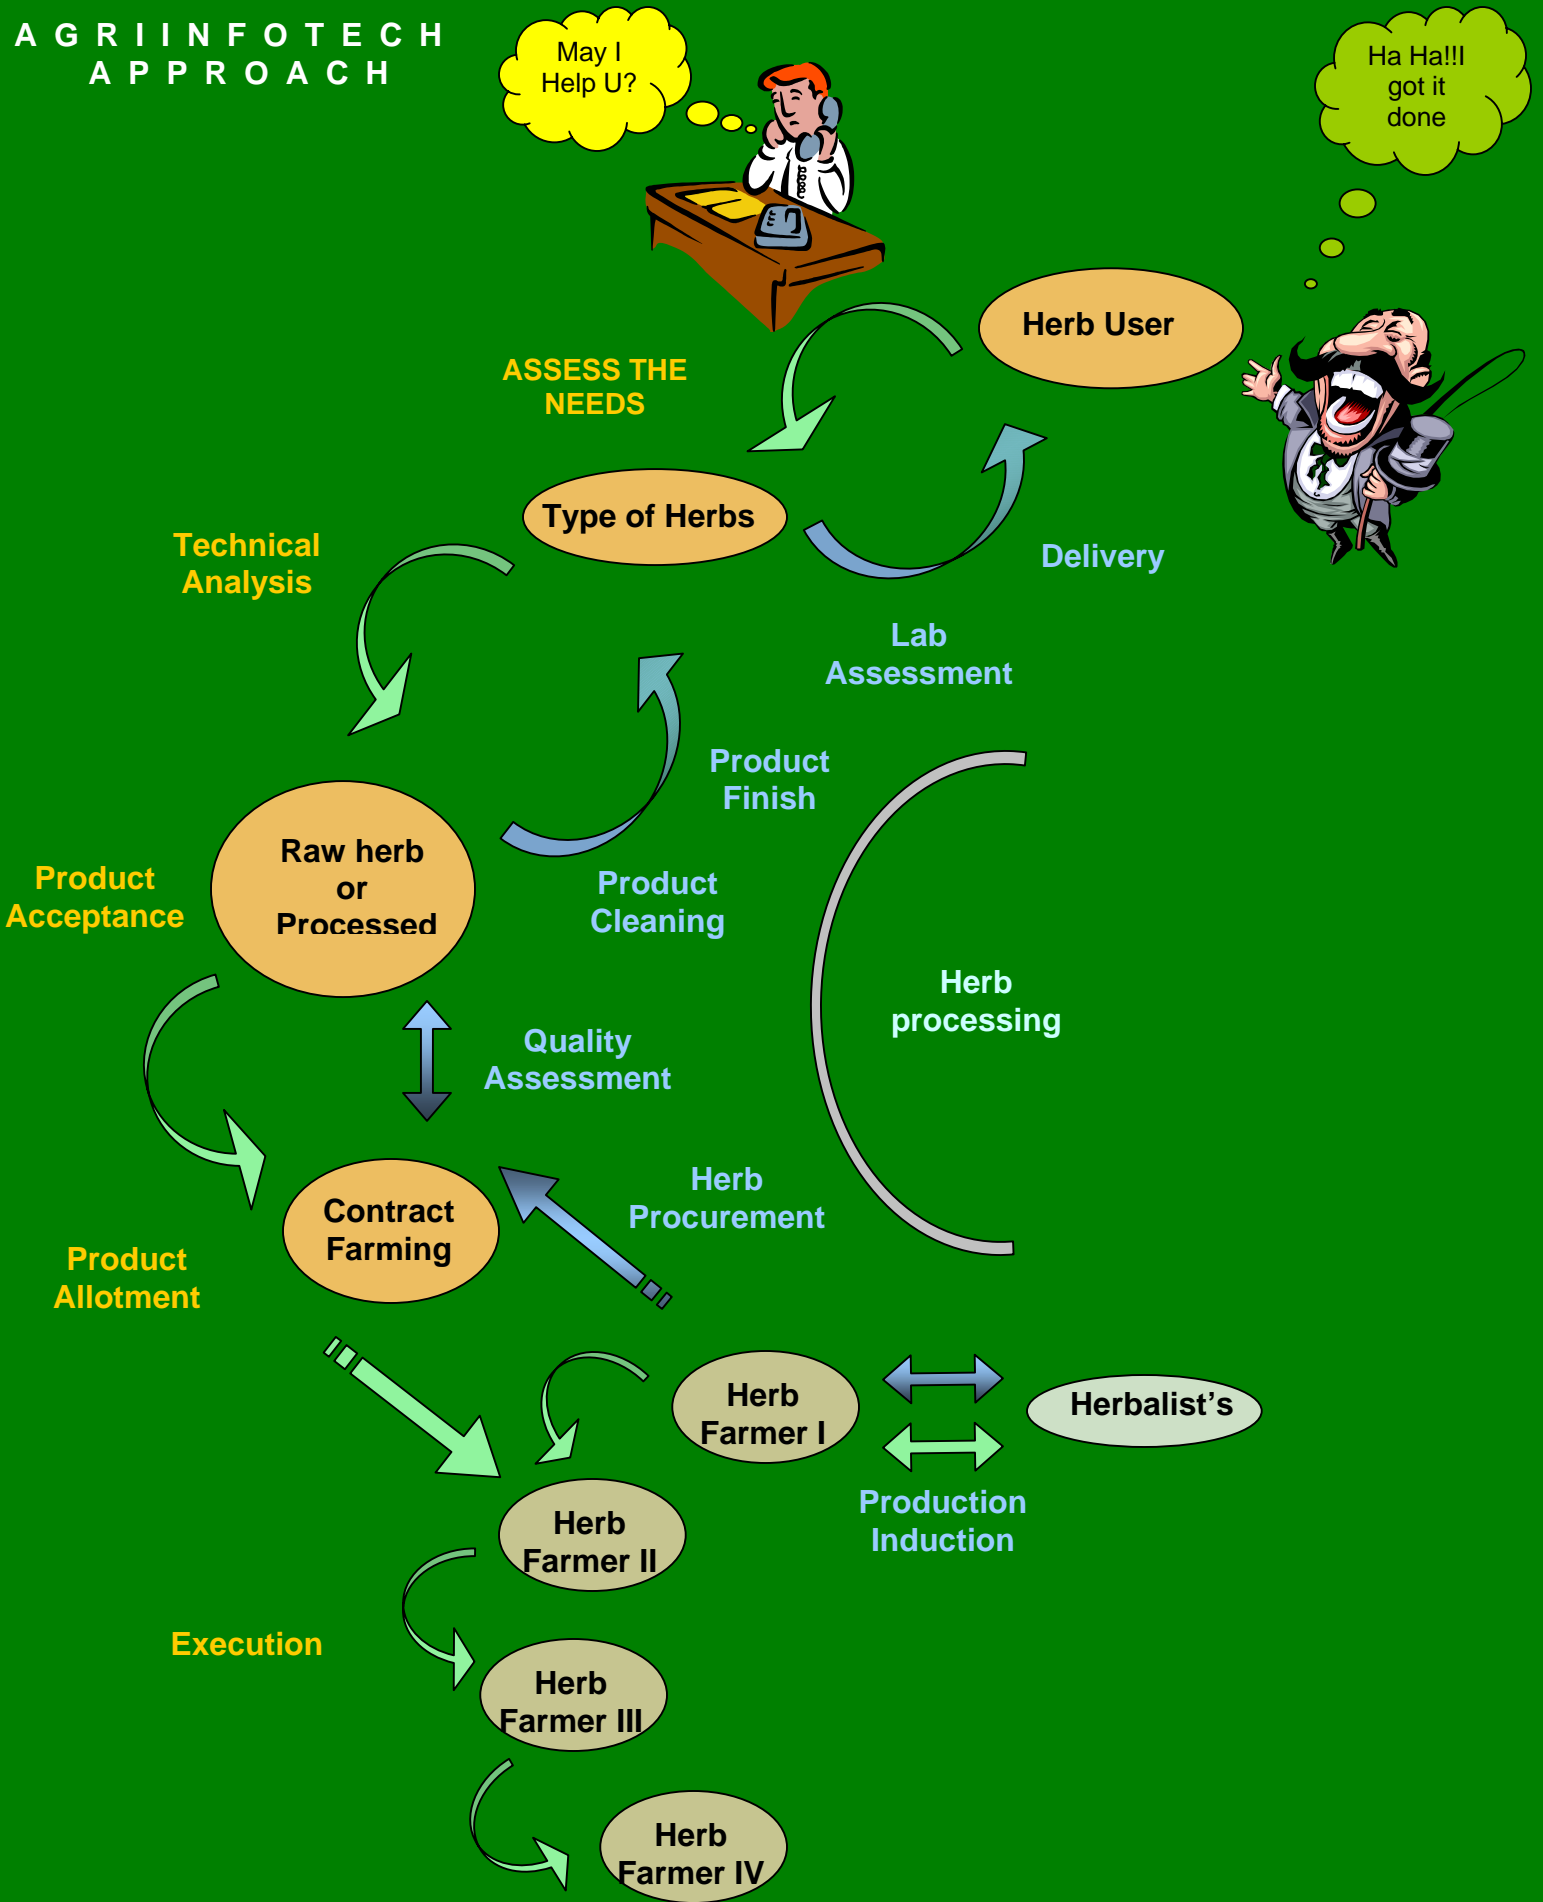 AGRIINFOTECH
APPROACH
May I
Help U?
Ha Ha!!I
got it
done
Herb User
ASSESS THE
NEEDS
Type of Herbs
Technical
Analysis
Delivery
Lab
Assessment
Product
Finish
Raw herb
or
Processed
Product
Acceptance
Product
Cleaning
Herb
processing
Quality
Assessment
Herb
Procurement
Contract
Farming
Product
Allotment
Herb
Farmer I
Herbalist’s
Production
Induction
Herb
Farmer II
Execution
Herb
Farmer III
Herb
Farmer IV